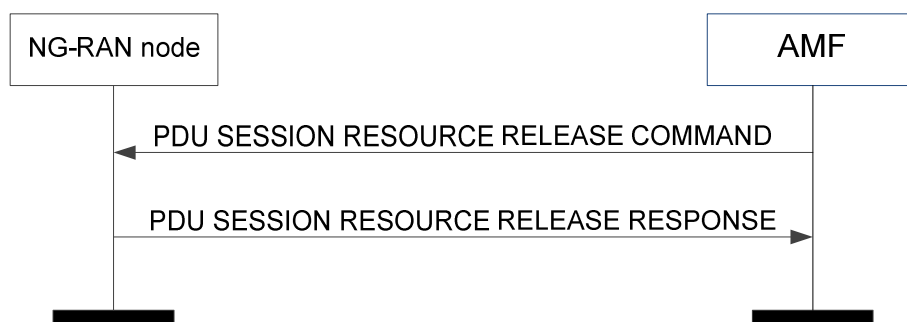 NG-RAN node
AMF
PDU SESSION RESOURCE RELEASE COMMAND
PDU SESSION RESOURCE RELEASE RESPONSE